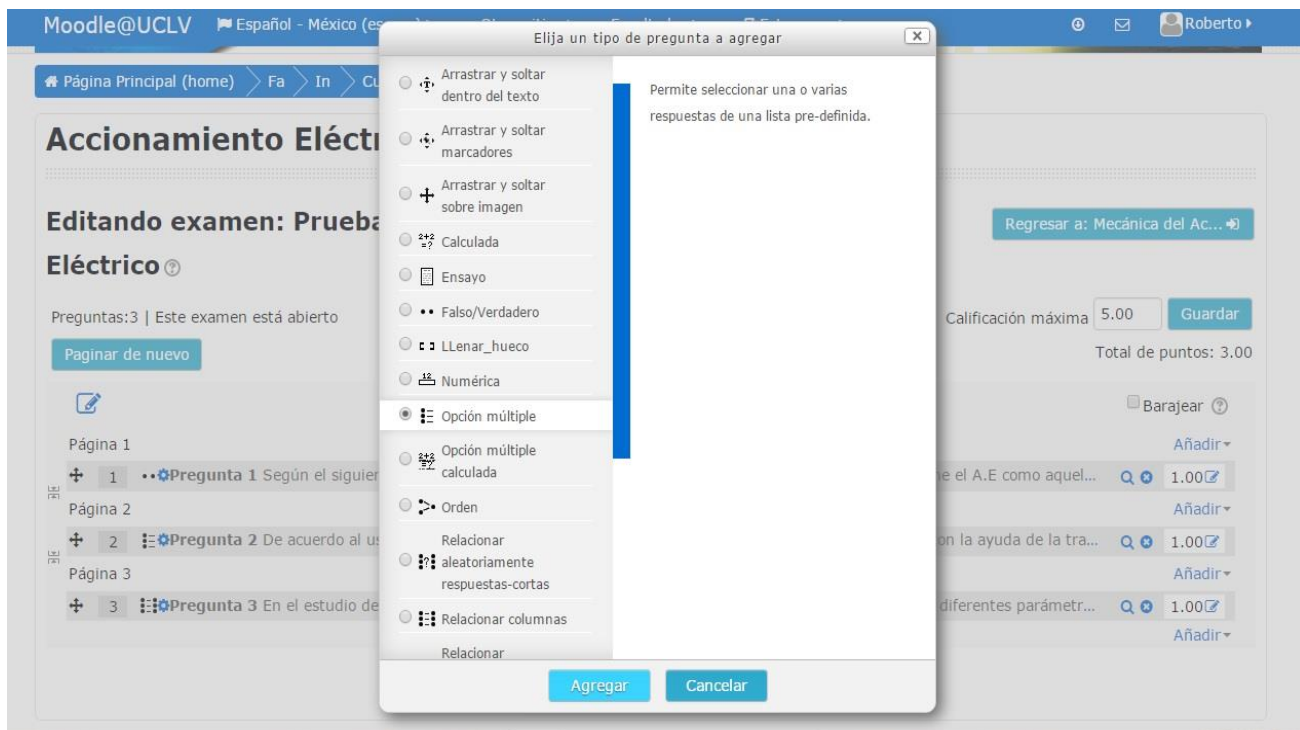 Moodle@UCLV Español - México (es Roberto
Elija un tipo de pregunta a agregar
Página Principal (home) Fa In Cu
Accionamiento Eléctr
Editando examen: Prueba
Eléctrico
Regresar a: Mecánica del Ac...
Preguntas:3 | Este examen está abierto
Calificación máxima 5.00 Guardar
Paginar de nuevo
Total de puntos: 3.00
Barajear
Página 1
Añadir
1 Pregunta 1 Según el siguien
ne el A.E como aquel... 1.00
Página 2
Añadir
2 Pregunta 2 De acuerdo al us
on la ayuda de la tra... 1.00
Página 3
Añadir
3 Pregunta 3 En el estudio de
diferentes parámetr... 1.00
Añadir
Arrastrar y soltar
dentro del texto
Arrastrar y soltar
marcadores
Arrastrar y soltar
sobre imagen
2+2
=?
Calculada
Ensayo
Falso/Verdadero
LLenar_hueco
12
Numérica
Opción múltiple
2+2
=?
Opción múltiple
calculada
Orden
Relacionar
aleatoriamente
respuestas-cortas
Relacionar columnas
Relacionar
Permite seleccionar una o varias
respuestas de una lista pre-definida.
Agregar Cancelar